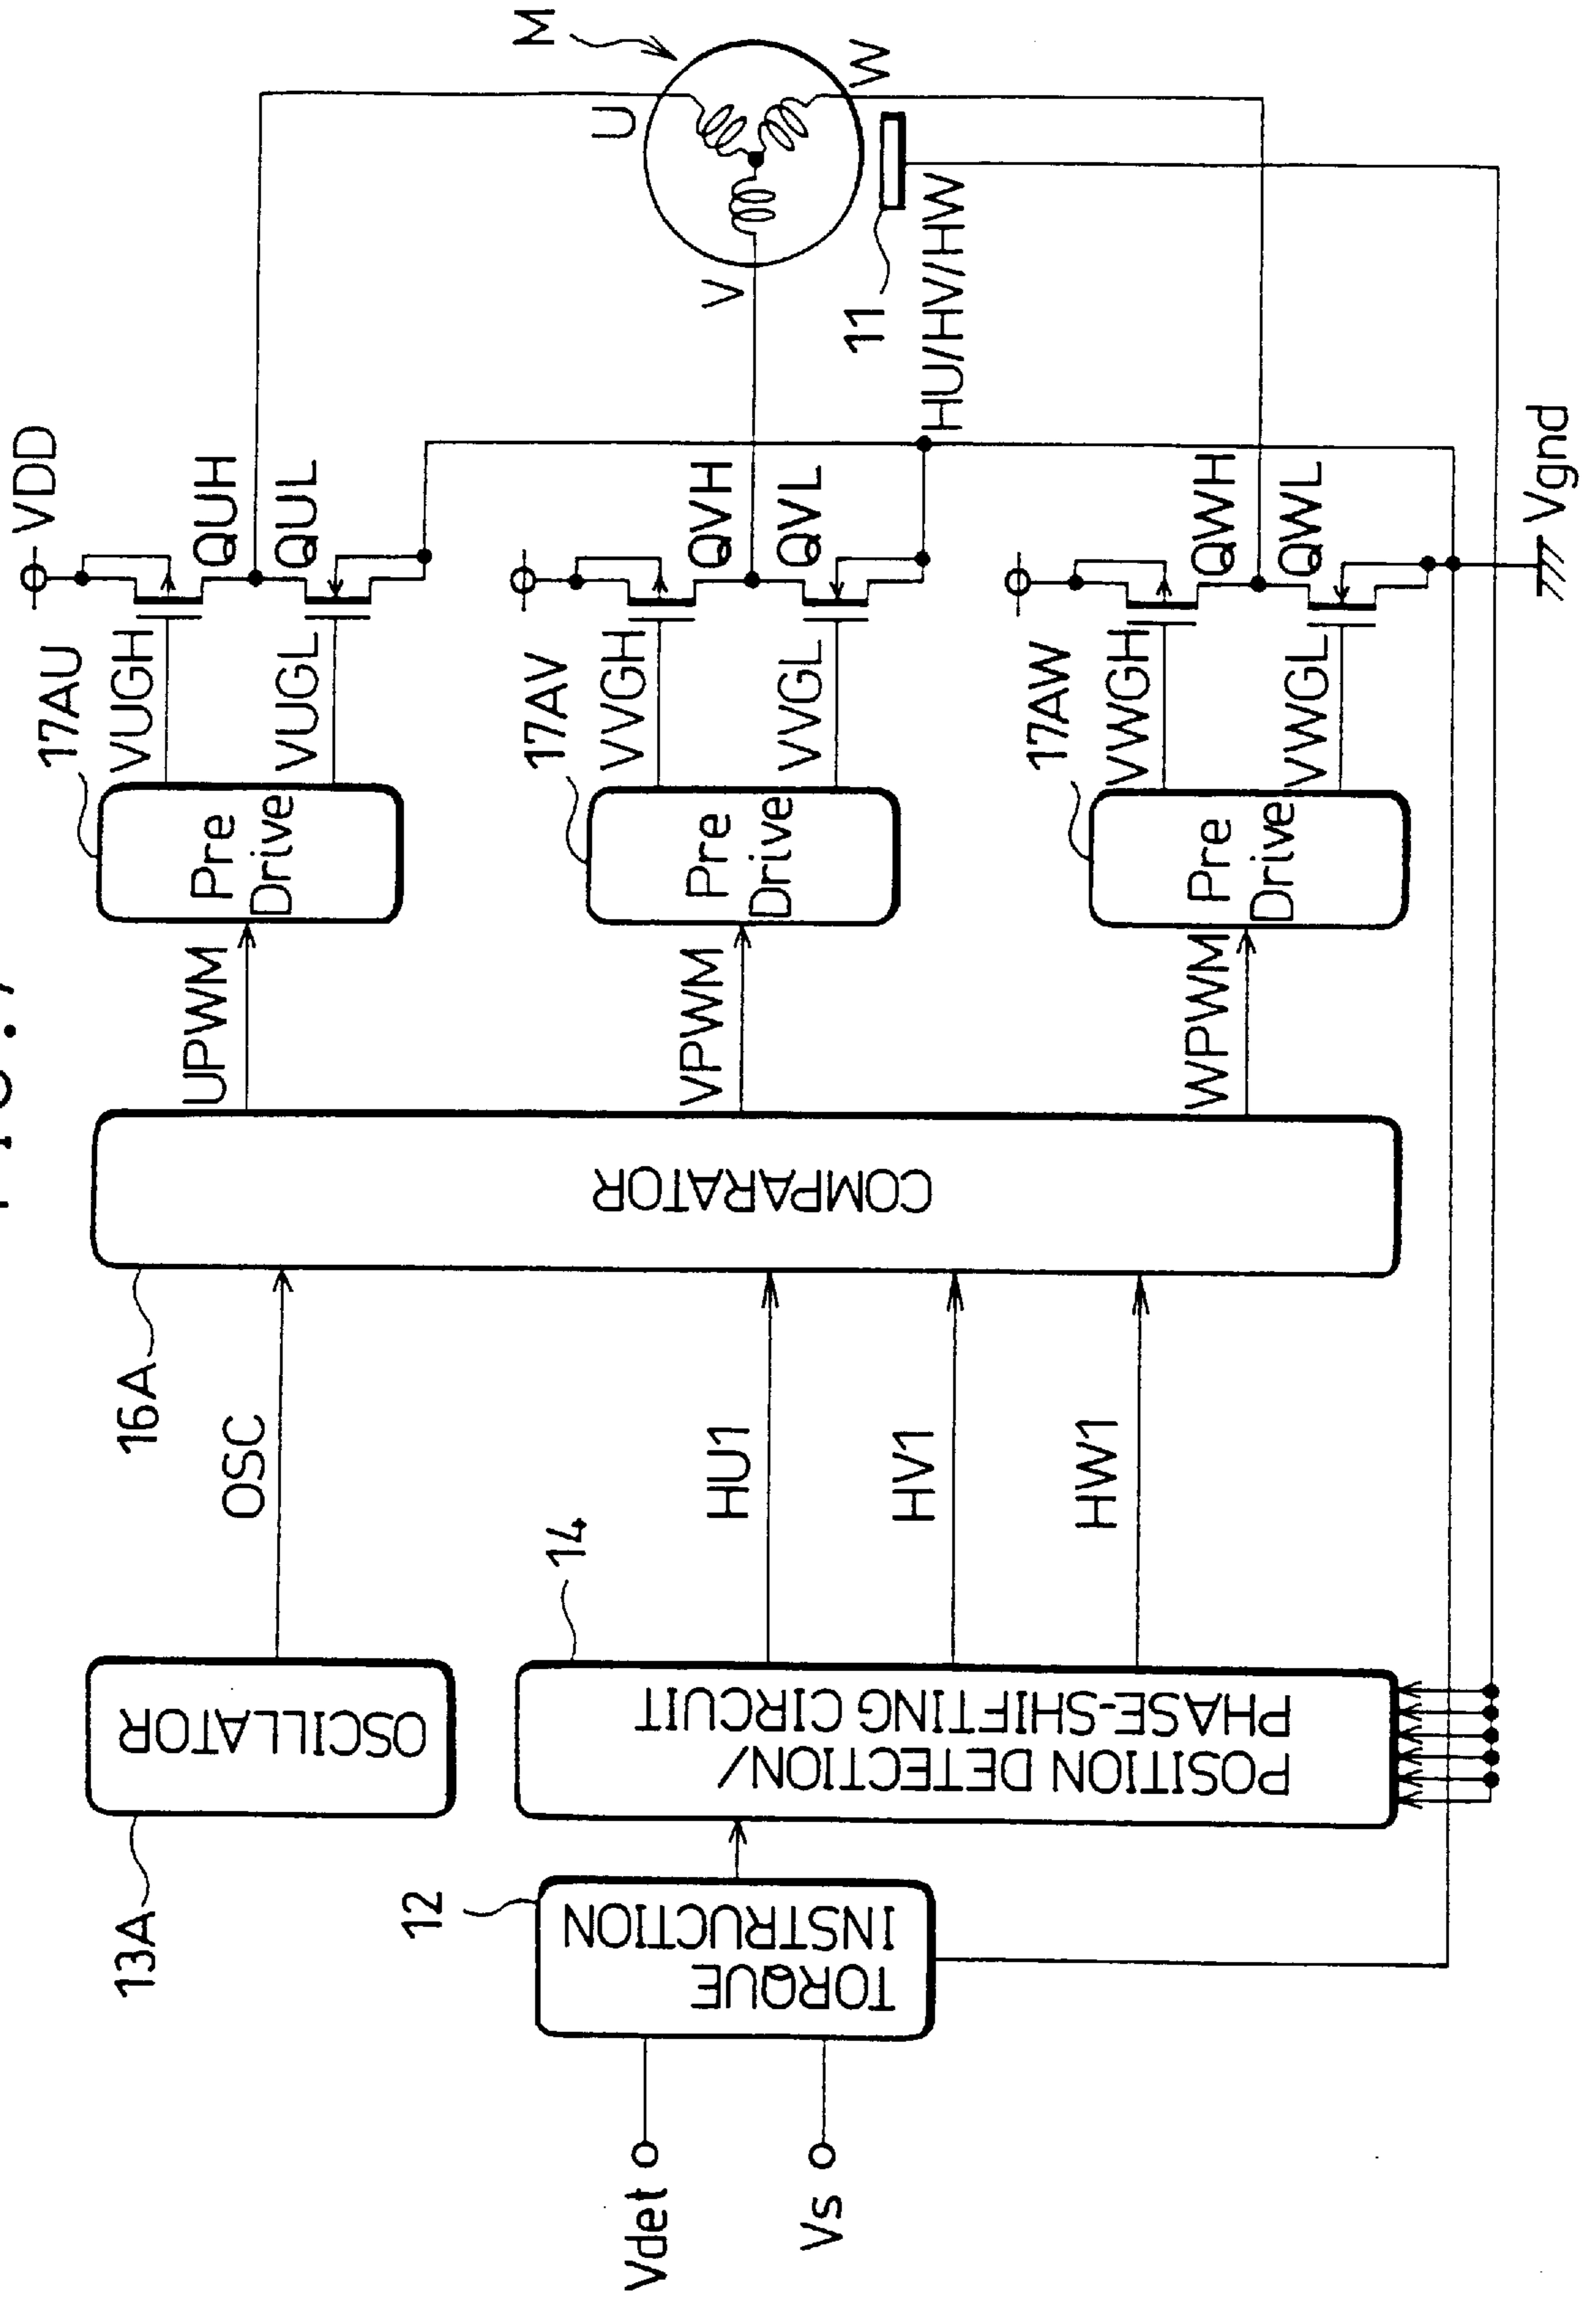 VDD
17AU
VUGH
QUH
VUGL
QUL
UPWM
Pre
Drive
M
U
V
W
11
HU/HV/HW
17AV
VVGH
QVH
VVGL
QVL
VPWM
Pre
Drive
17AW
VWGH
QWH
VWGL
QWL
WPWM
Pre
Drive
Vgnd
16A
COMPARATOR
OSC
HU1
HV1
HW1
13A
OSCILLATOR
14
POSITION DETECTION/
PHASE-SHIFTING CIRCUIT
12
TORQUE
INSTRUCTION
Vdet
Vs